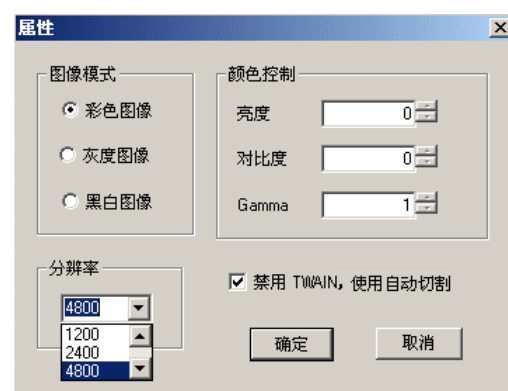 属性
图像模式
彩色图像
灰度图像
黑白图像
颜色控制
亮度 0
对比度 0
Gamma 1
分辨率
4800
1200
2400
4800
禁用 TWAIN, 使用自动切割
确定 取消